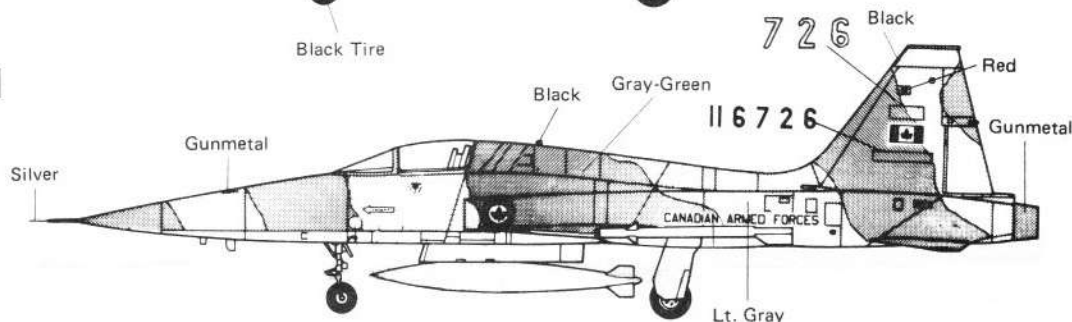 Black Tire
726
Black
Red
Gray-Green
Black
116726
Gunmetal
Gunmetal
Silver
CANADIAN ARMED FORCES
Lt. Gray